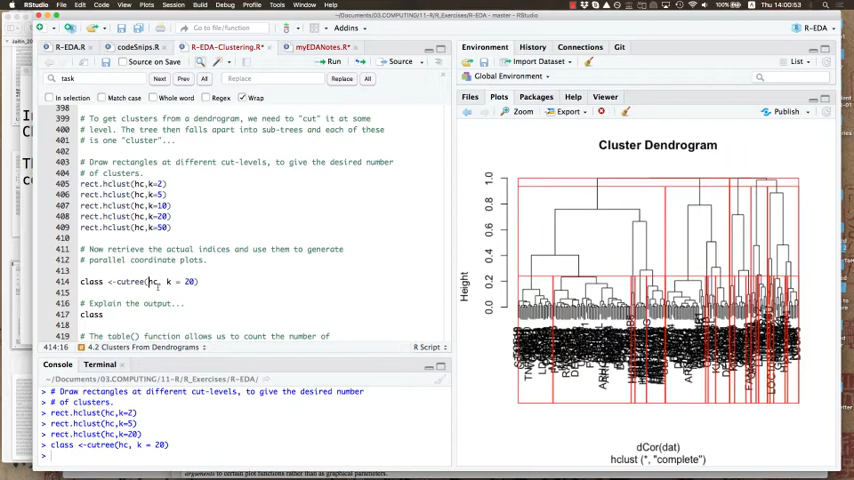 RStudio File Edit Code View Plots Session Build Debug Profile Tools Window Help
100% Thu 14:00:53
~/Documents/03.COMPUTING/11-R/R_Exercises/R-EDA - master - RStudio
Go to file/function
Addins
R-EDA
R-EDA.R
codeSnips.R
R-EDA-Clustering.R*
myEDANotes.R*
Source on Save
Run
Source
task
Next
Prev
All
Replace
Replace
All
In selection
Match case
Whole word
Regex
Wrap
398
399 # To get clusters from a dendrogram, we need to "cut" it at some
400 # level. The tree then falls apart into sub-trees and each of these
401 # is one "cluster"...
402
403 # Draw rectangles at different cut-levels, to give the desired number
404 # of clusters.
405 rect.hclust(hc,k=2)
406 rect.hclust(hc,k=5)
407 rect.hclust(hc,k=10)
408 rect.hclust(hc,k=20)
409 rect.hclust(hc,k=50)
410
411 # Now retrieve the actual indices and use them to generate
412 # parallel coordinate plots.
413
414 class <-cutree(hc, k = 20)
415
416 # Explain the output...
417 class
418
419 # The table() function allows us to count the number of
414:16
4.2 Clusters From Dendrograms
R Script
Console
Terminal
~/Documents/03.COMPUTING/11-R/R_Exercises/R-EDA/
> # Draw rectangles at different cut-levels, to give the desired number
> # of clusters.
> rect.hclust(hc,k=2)
> rect.hclust(hc,k=5)
> rect.hclust(hc,k=20)
> class <-cutree(hc, k = 20)
>
Environment
History
Connections
Git
Import Dataset
List
Global Environment
Files
Plots
Packages
Help
Viewer
Zoom
Export
Publish
Cluster Dendrogram
Height
0.0 0.2 0.4 0.6 0.8 1.0
dCor(dat)
hclust (*, "complete")
arguments to certain plot functions rather than as graphical parameters.